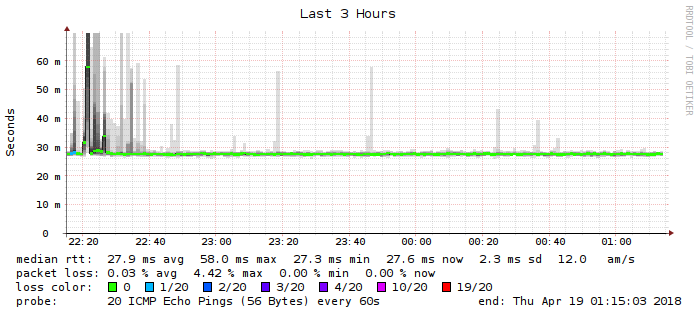 Last 3 Hours
RRDTOOL / TOBI OETIKER
Seconds
60 m
50 m
40 m
30 m
20 m
10 m
0
22:20 22:40 23:00 23:20 23:40 00:00 00:20 00:40 01:00
median rtt: 27.9 ms avg 58.0 ms max 27.3 ms min 27.6 ms now 2.3 ms sd 12.0 am/s
packet loss: 0.03 % avg 4.42 % max 0.00 % min 0.00 % now
loss color: 0 1/20 2/20 3/20 4/20 10/20 19/20
probe: 20 ICMP Echo Pings (56 Bytes) every 60s end: Thu Apr 19 01:15:03 2018